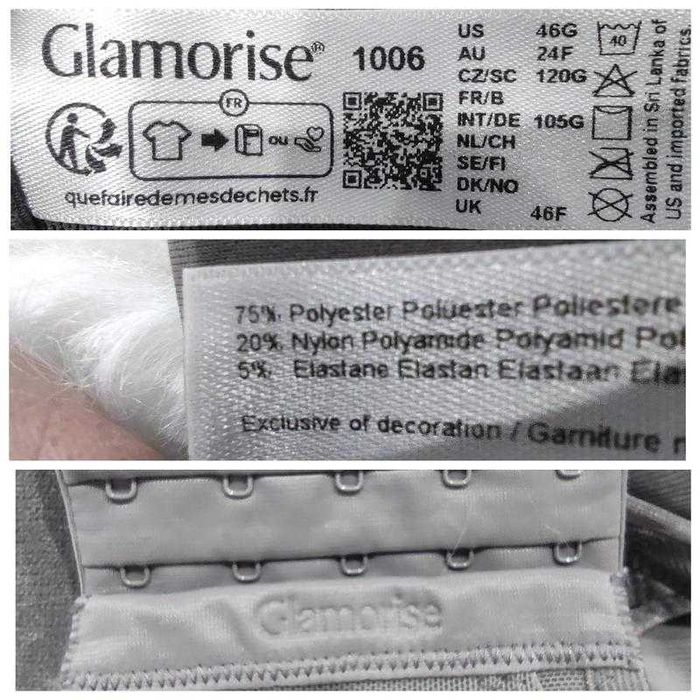 Glamorise® 1006
US 46G
AU 24F
CZ/SC 120G
FR/B
INT/DE 105G
NL/CH
SE/FI
DK/NO
UK 46F
40
Assembled in Sri Lanka of
US and imported fabrics.
FR
ou
quefairedemesdechets.fr
75% Polyester Poluester Poliestere
20% Nylon Polyamide Polyamid
5% Elastane Elastan Elastaan
Exclusive of decoration / Garniture
Glamorise